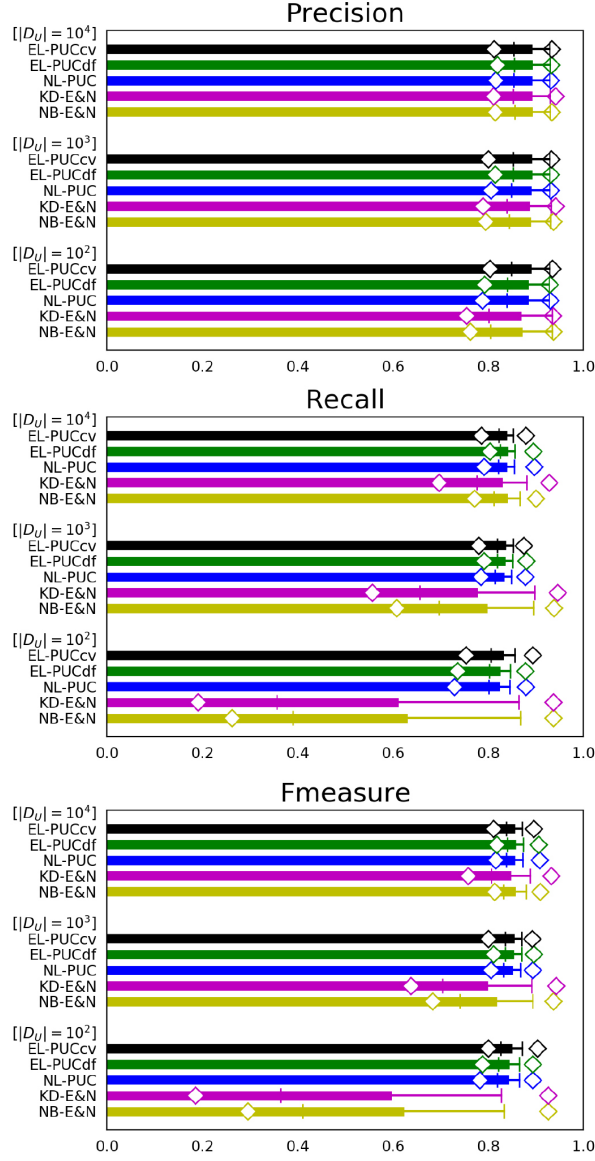 Precision
[|D_U| = 10^4]
EL-PUCcv
EL-PUCdf
NL-PUC
KD-E&N
NB-E&N
[|D_U| = 10^3]
EL-PUCcv
EL-PUCdf
NL-PUC
KD-E&N
NB-E&N
[|D_U| = 10^2]
EL-PUCcv
EL-PUCdf
NL-PUC
KD-E&N
NB-E&N
0.0 0.2 0.4 0.6 0.8 1.0
Recall
[|D_U| = 10^4]
EL-PUCcv
EL-PUCdf
NL-PUC
KD-E&N
NB-E&N
[|D_U| = 10^3]
EL-PUCcv
EL-PUCdf
NL-PUC
KD-E&N
NB-E&N
[|D_U| = 10^2]
EL-PUCcv
EL-PUCdf
NL-PUC
KD-E&N
NB-E&N
0.0 0.2 0.4 0.6 0.8 1.0
Fmeasure
[|D_U| = 10^4]
EL-PUCcv
EL-PUCdf
NL-PUC
KD-E&N
NB-E&N
[|D_U| = 10^3]
EL-PUCcv
EL-PUCdf
NL-PUC
KD-E&N
NB-E&N
[|D_U| = 10^2]
EL-PUCcv
EL-PUCdf
NL-PUC
KD-E&N
NB-E&N
0.0 0.2 0.4 0.6 0.8 1.0